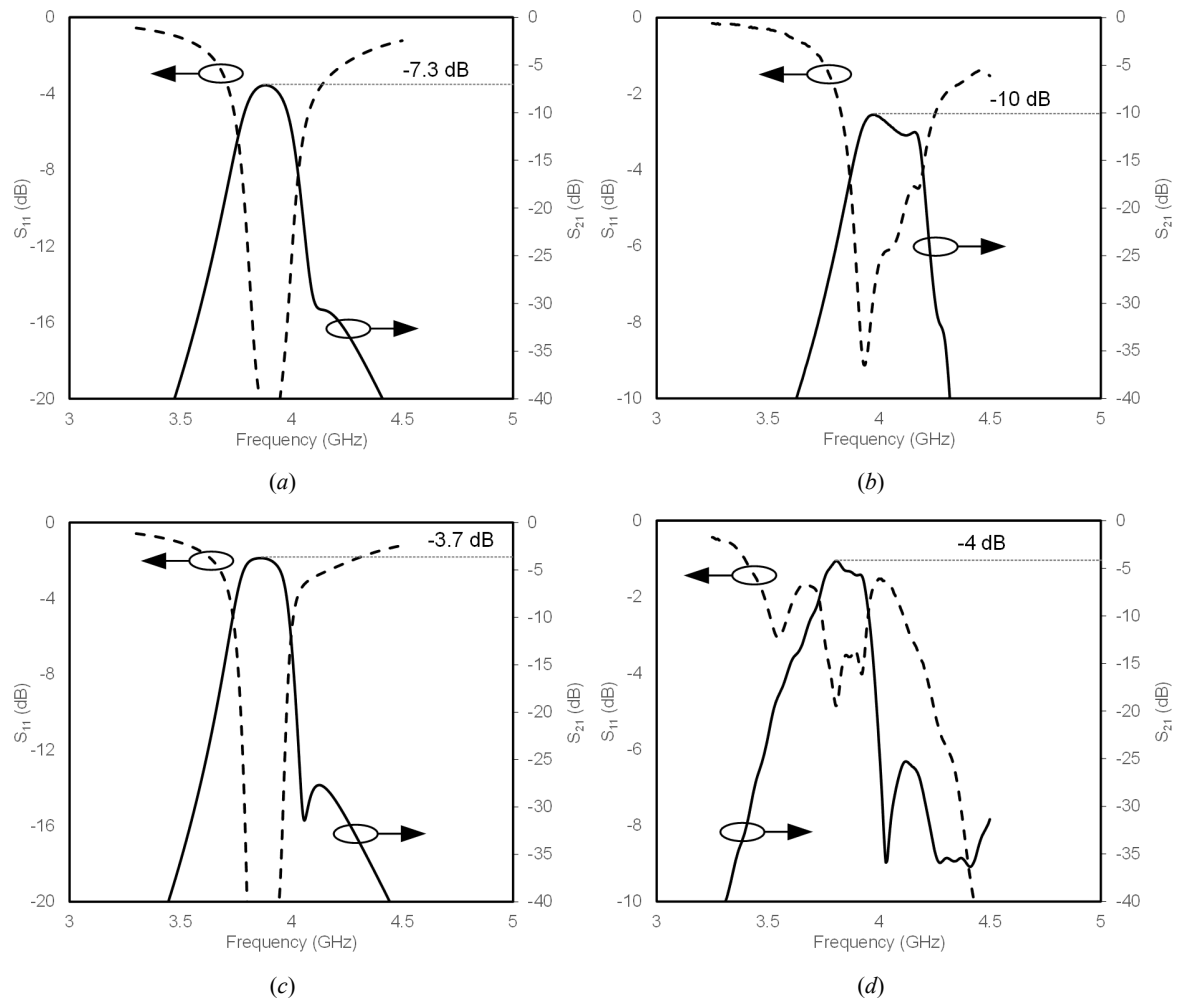 0 0
-4 -5
-8 -10
-12 -15
-16 -20
-20 -25
-30
-35
-40
-7.3 dB
S11 (dB)
S21 (dB)
3 3.5 4 4.5 5
Frequency (GHz)
(a)
0 0
-2 -5
-4 -10
-6 -15
-8 -20
-10 -25
-30
-35
-40
-10 dB
S11 (dB)
S21 (dB)
3 3.5 4 4.5 5
Frequency (GHz)
(b)
0 0
-4 -5
-8 -10
-12 -15
-16 -20
-20 -25
-30
-35
-40
-3.7 dB
S11 (dB)
S21 (dB)
3 3.5 4 4.5 5
Frequency (GHz)
(c)
0 0
-2 -5
-4 -10
-6 -15
-8 -20
-10 -25
-30
-35
-40
-4 dB
S11 (dB)
S21 (dB)
3 3.5 4 4.5 5
Frequency (GHz)
(d)